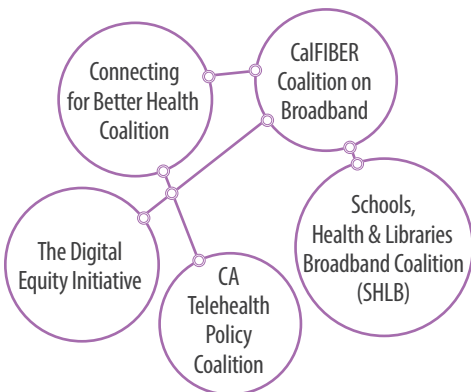 Connecting
for Better Health
Coalition
CalFIBER
Coalition on
Broadband
The Digital
Equity Initiative
CA
Telehealth
Policy
Coalition
Schools,
Health & Libraries
Broadband Coalition
(SHLB)